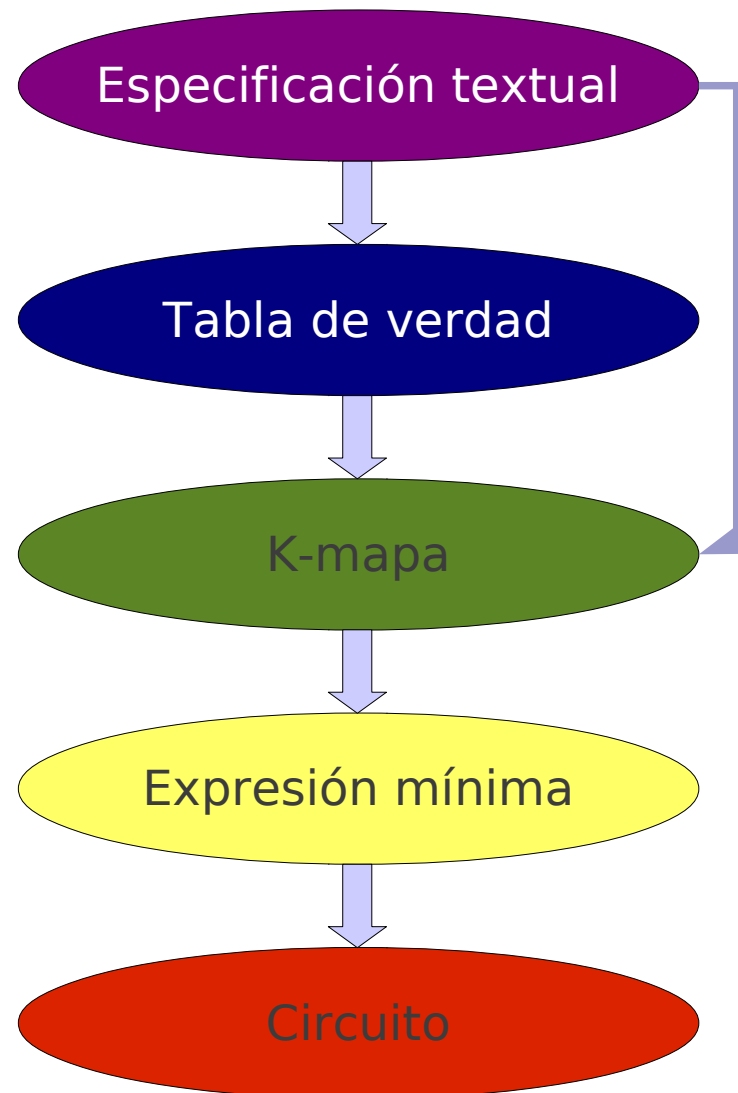 Especificación textual
Tabla de verdad
K-mapa
Expresión mínima
Circuito